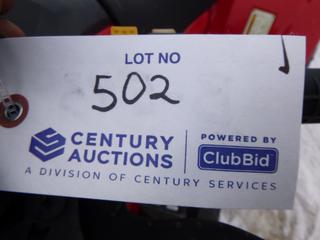 LOT NO
502
CENTURY
AUCTIONS
POWERED BY
ClubBid
A DIVISION OF CENTURY SERVICES